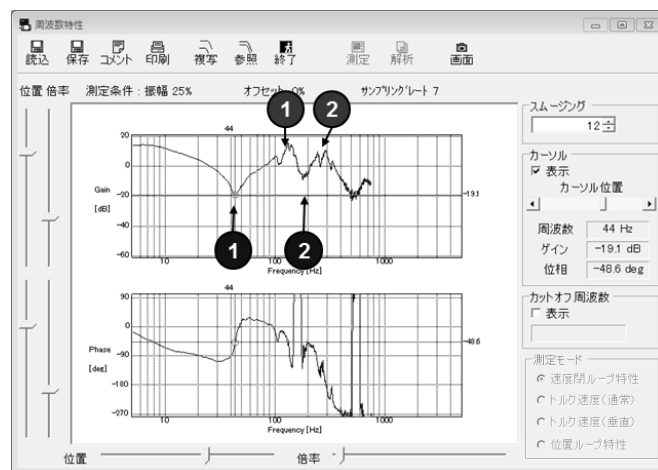 周波数特性
読込 保存 コメント 印刷 複写 参照 終了 測定 解析 画面
位置 倍率 測定条件 : 振幅 25% オフセット 0% サンプリングレート 7
スムージング
12
カーソル
表示
カーソル位置
周波数 44 Hz
ゲイン -19.1 dB
位相 -48.6 deg
カットオフ周波数
表示
測定モード
速度閉ループ特性
トルク速度(通常)
トルク速度(垂直)
位置ループ特性
1 2
44
20
0
Gain
-20
-19.1
[dB]
-40
-60
1 2
10 100 1000
Frequency [Hz]
44
90
0
Phase
-48.6
-90
[deg]
-180
-270
10 100 1000
Frequency [Hz]
位置 倍率